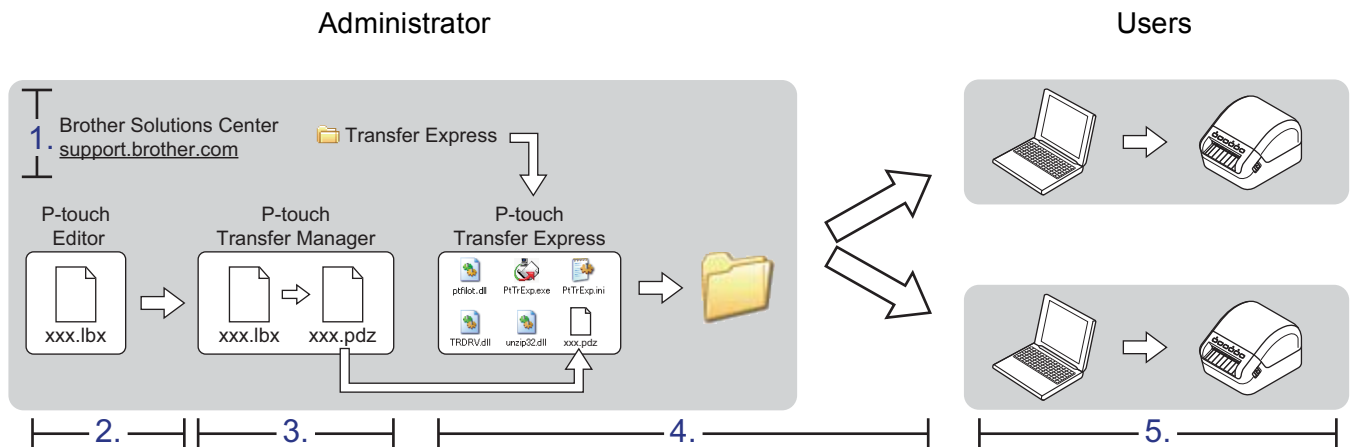 Administrator
Users
1.
Brother Solutions Center
support.brother.com
Transfer Express
P-touch
Editor
xxx.lbx
P-touch
Transfer Manager
xxx.lbx
xxx.pdz
P-touch
Transfer Express
ptfilot.dll
PtTrExp.exe
PtTrExp.ini
TRDRV.dll
unzip32.dll
xxx.pdz
2.
3.
4.
5.